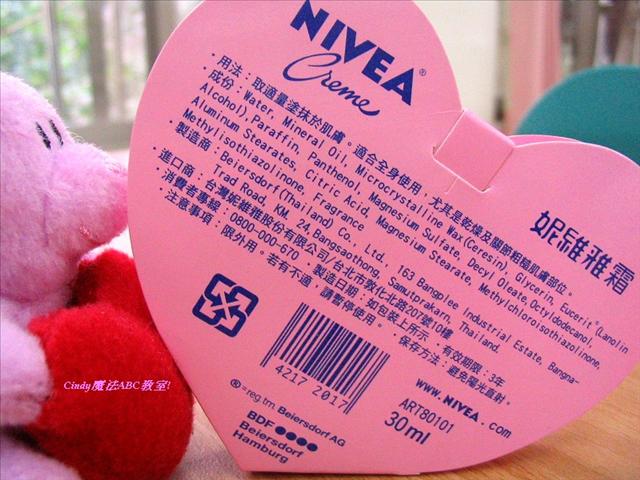 NIVEA®
Creme
妮維雅霜
・用法：取適量塗抹於肌膚。適合全身使用，尤其是乾燥及關節粗糙肌膚部位。
・成份：Water, Mineral Oil, Microcrystalline Wax(Ceresin), Glycerin, Eucerit®(Lanolin
Alcohol),Paraffin, Panthenol, Magnesium Sulfate, Decyl Oleate,Octyldodecanol,
Aluminum Stearates, Citric Acid, Magnesium Stearate, Methylchloroisothiazolinone,
Methylisothiazolinone, Fragrance
・製造商：Beiersdorf(Thailand) Co., Ltd., 163 Bangplee Industrial Estate, Bangna-
Trad Road, KM. 24,Bangsaothong, Samutprakarn, Thailand.
・進口商：台灣妮維雅股份有限公司/台北市敦化北路207號10樓
・消費者專線：0800-000-670・製造日期：如包裝上所示・有效期限：3年
・注意事項：限外用。若有不適，請暫停使用。・保存方法：避免陽光直射。
4217 2017
www.NIVEA.com
ART80101
30ml
®=reg.tm. Beiersdorf AG
BDF
Beiersdorf
Hamburg
Cindy魔法ABC教室!